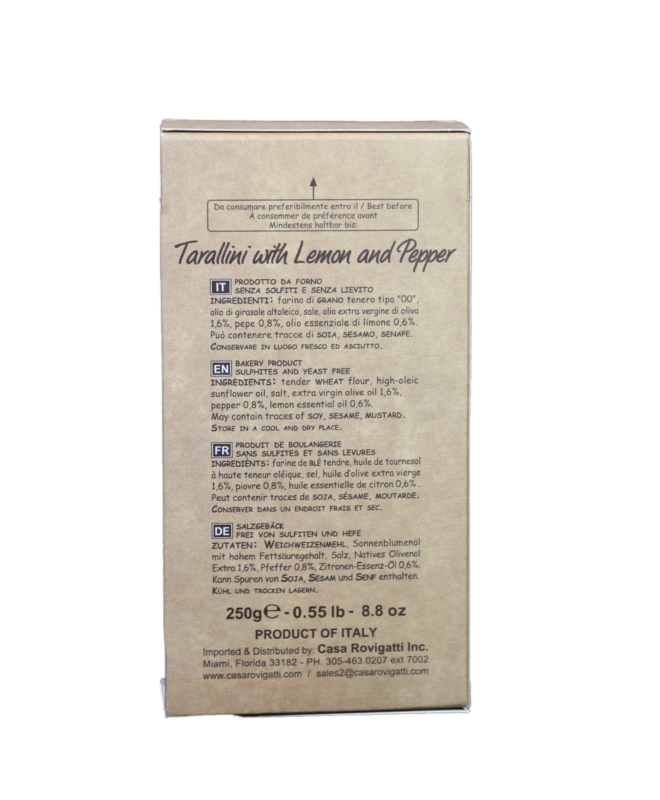 Da consumare preferibilmente entro il / Best before
À consommer de préférence avant
Mindestens haltbar bis:
Tarallini with Lemon and Pepper
IT PRODOTTO DA FORNO
SENZA SOLFITI E SENZA LIEVITO
INGREDIENTI: farina di GRANO tenero tipo "00",
olio di girasole altoleico, sale, olio extra vergine di oliva
1,6%, pepe 0,8%, olio essenziale di limone 0,6%.
Può contenere tracce di SOIA, SESAMO, SENAPE.
CONSERVARE IN LUOGO FRESCO ED ASCIUTTO.
EN BAKERY PRODUCT
SULPHITES AND YEAST FREE
INGREDIENTS: tender WHEAT flour, high-oleic
sunflower oil, salt, extra virgin olive oil 1,6%,
pepper 0,8%, lemon essential oil 0,6%.
May contain traces of SOY, SESAME, MUSTARD.
STORE IN A COOL AND DRY PLACE.
FR PRODUIT DE BOULANGERIE
SANS SULFITES ET SANS LEVURES
INGREDIÈNTS: farine de BLÉ tendre, huile de tournesol
à haute teneur oléique, sel, huile d'olive extra vierge
1,6%, piovre 0,8%, huile essentielle de citron 0,6% .
Peut contenir traces de SOJA, SÉSAME, MOUTARDE.
CONSERVER DANS UN ENDROIT FRAIS ET SEC.
DE SALZGEBÄCK
FREI VON SULFITEN UND HEFE
ZUTATEN: WEICHWEIZENMEHL, Sonnenblumenöl
mit hohem Fettsäuregehalt, Salz, Natives Olivenöl
Extra 1,6%, Pfeffer 0,8%, Zitronen-Essenz-Öl 0,6%.
Kann Spuren von SOJA, SESAM und SENF enthalten.
KÜHL UND TROCKEN LAGERN.
250g℮ - 0.55 lb - 8.8 oz
PRODUCT OF ITALY
Imported & Distributed by: Casa Rovigatti Inc.
Miami, Florida 33182 - PH. 305-463.0207 ext 7002
www.casarovigatti.com / sales2@casarovigatti.com